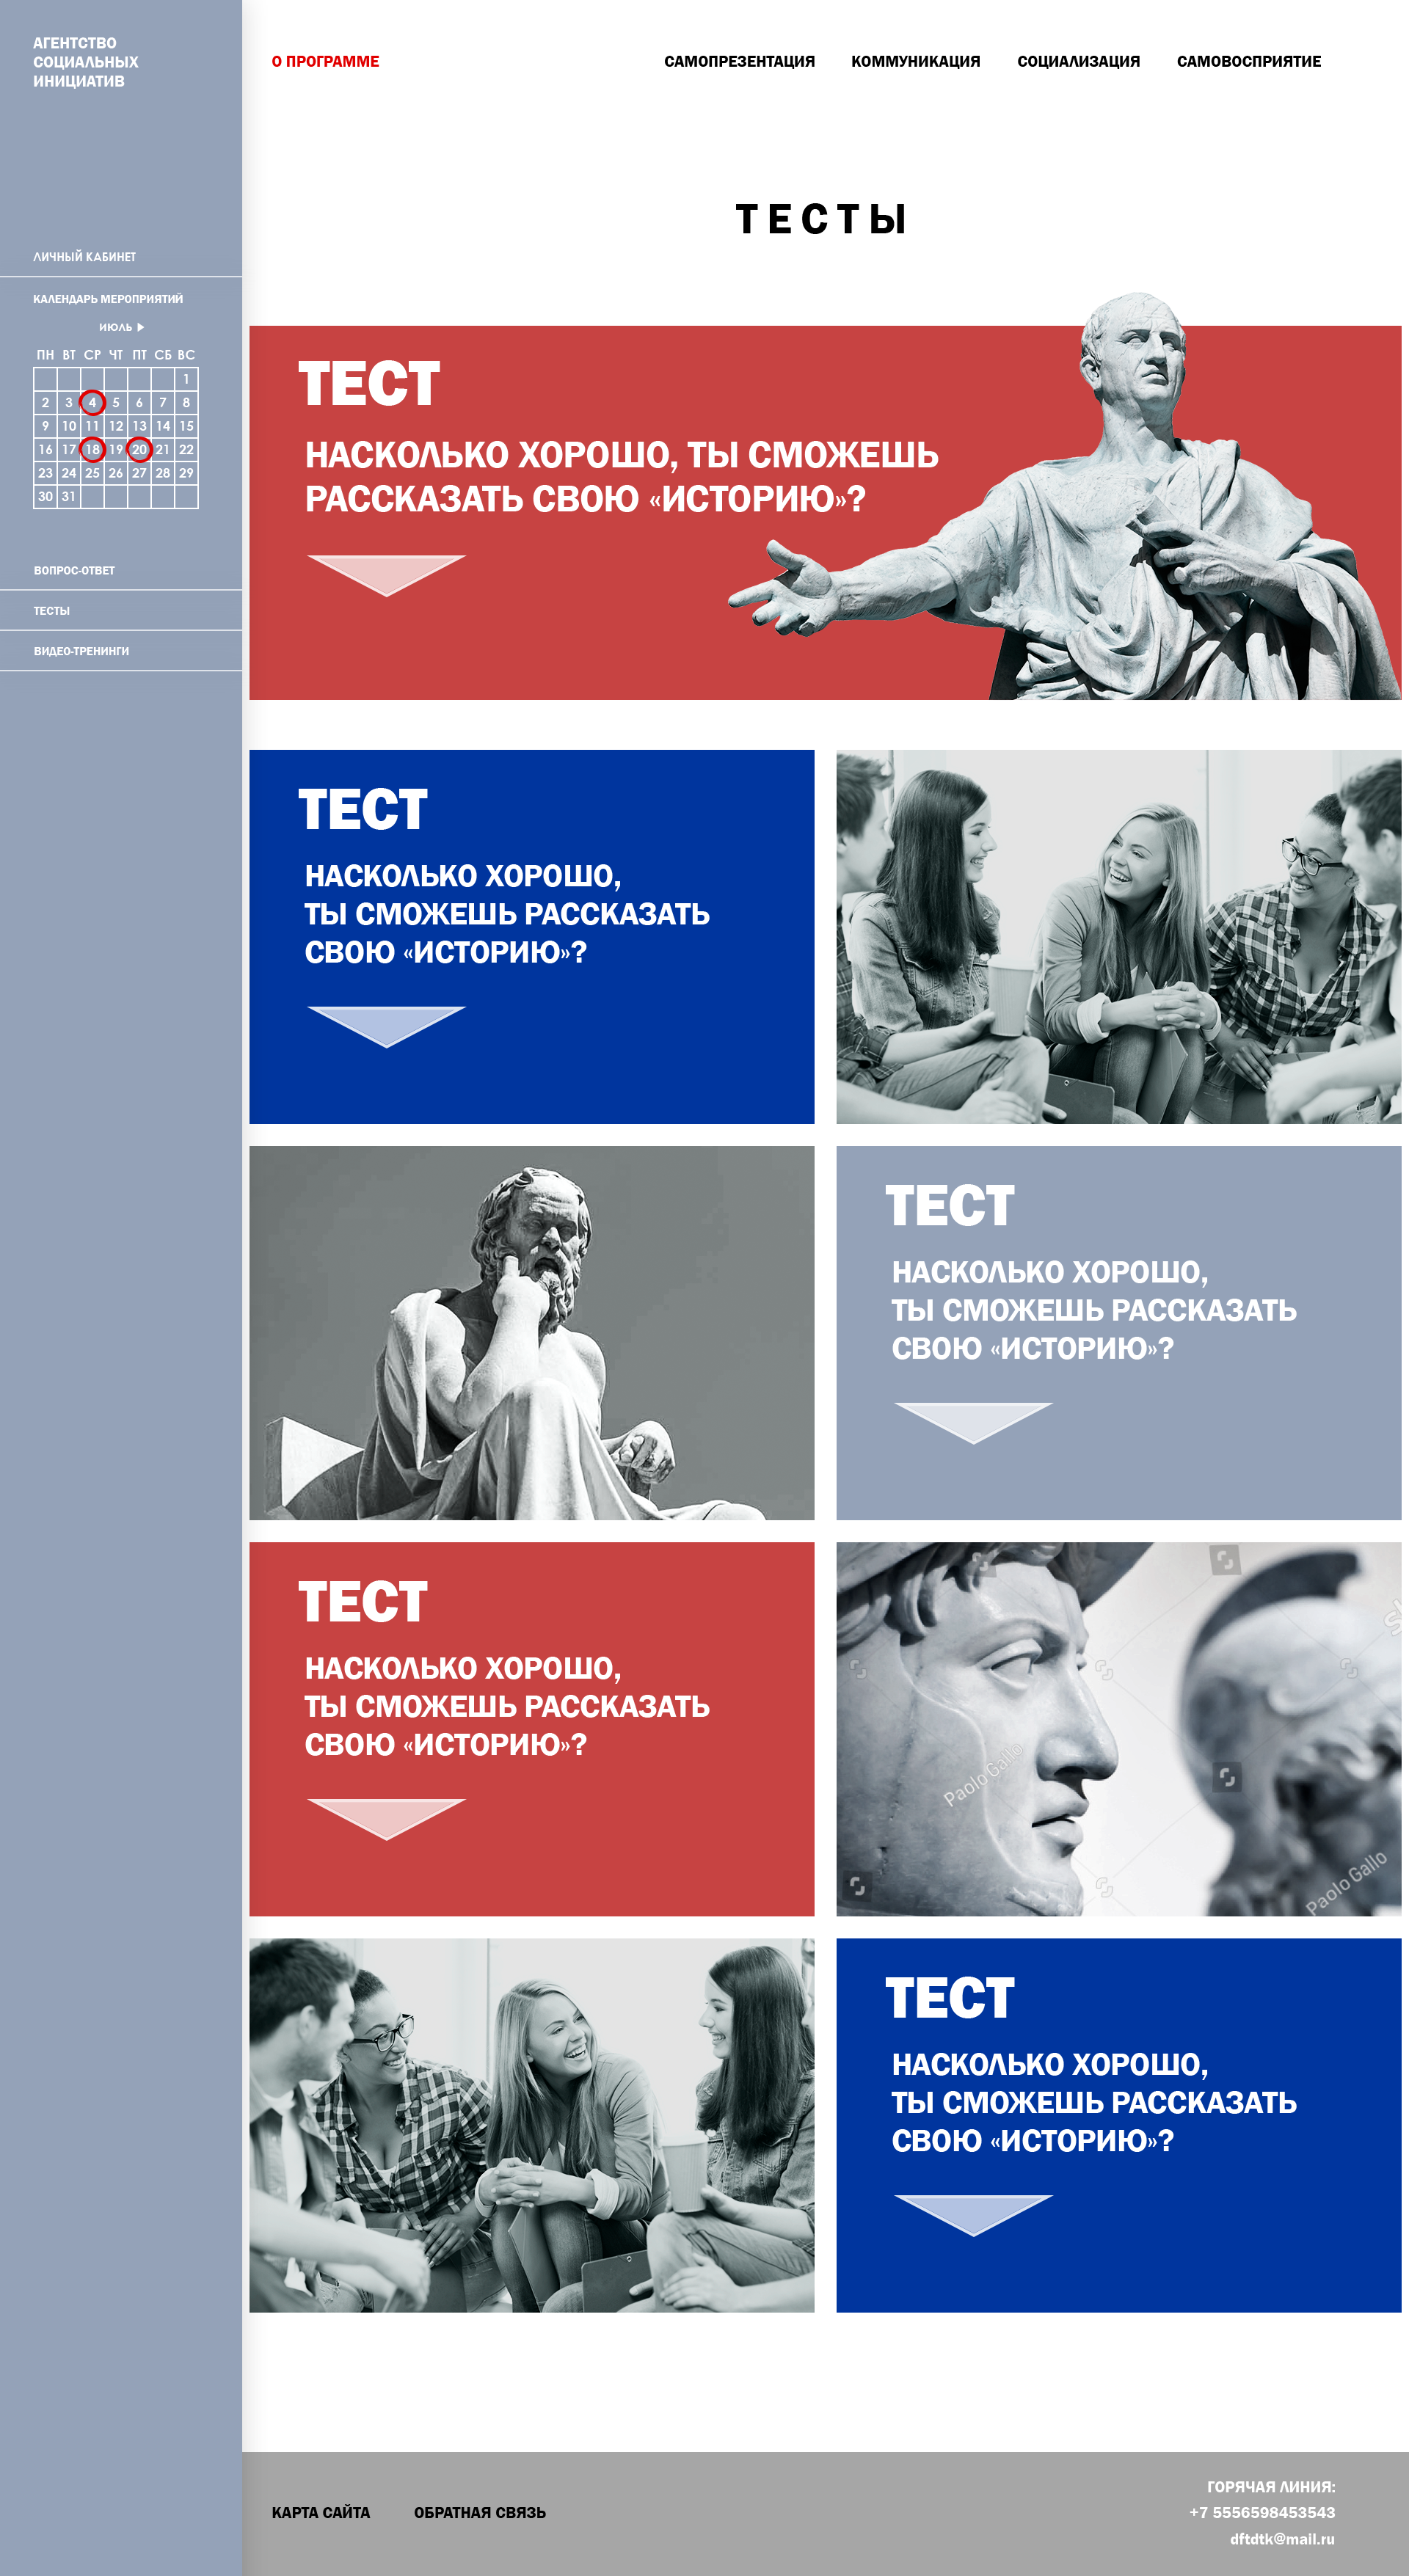 АГЕНТСТВО
СОЦИАЛЬНЫХ
ИНИЦИАТИВ
О ПРОГРАММЕ
САМОПРЕЗЕНТАЦИЯ
КОММУНИКАЦИЯ
СОЦИАЛИЗАЦИЯ
САМОВОСПРИЯТИЕ
ЛИЧНЫЙ КАБИНЕТ
КАЛЕНДАРЬ МЕРОПРИЯТИЙ
ИЮЛЬ
ПН ВТ СР ЧТ ПТ СБ ВС
1
2 3 4 5 6 7 8
9 10 11 12 13 14 15
16 17 18 19 20 21 22
23 24 25 26 27 28 29
30 31
ВОПРОС-ОТВЕТ
ТЕСТЫ
ВИДЕО-ТРЕНИНГИ
ТЕСТЫ
ТЕСТ
НАСКОЛЬКО ХОРОШО, ТЫ СМОЖЕШЬ
РАССКАЗАТЬ СВОЮ «ИСТОРИЮ»?
ТЕСТ
НАСКОЛЬКО ХОРОШО,
ТЫ СМОЖЕШЬ РАССКАЗАТЬ
СВОЮ «ИСТОРИЮ»?
ТЕСТ
НАСКОЛЬКО ХОРОШО,
ТЫ СМОЖЕШЬ РАССКАЗАТЬ
СВОЮ «ИСТОРИЮ»?
ТЕСТ
НАСКОЛЬКО ХОРОШО,
ТЫ СМОЖЕШЬ РАССКАЗАТЬ
СВОЮ «ИСТОРИЮ»?
Paolo Gallo
Paolo Gallo
ТЕСТ
НАСКОЛЬКО ХОРОШО,
ТЫ СМОЖЕШЬ РАССКАЗАТЬ
СВОЮ «ИСТОРИЮ»?
КАРТА САЙТА
ОБРАТНАЯ СВЯЗЬ
ГОРЯЧАЯ ЛИНИЯ:
+7 5556598453543
dftdtk@mail.ru